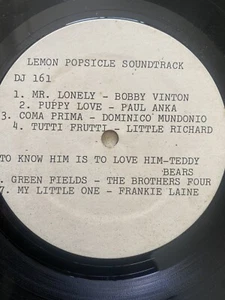 LEMON POPSICLE SOUNDTRACK
DJ 161
1. MR. LONELY - BOBBY VINTON
2. PUPPY LOVE - PAUL ANKA
3. COMA PRIMA - DOMINICO MUNDONIO
4. TUTTI FRUTTI - LITTLE RICHARD
TO KNOW HIM IS TO LOVE HIM-TEDDY
BEARS
. GREEN FIELDS - THE BROTHERS FOUR
7. MY LITTLE ONE - FRANKIE LAINE